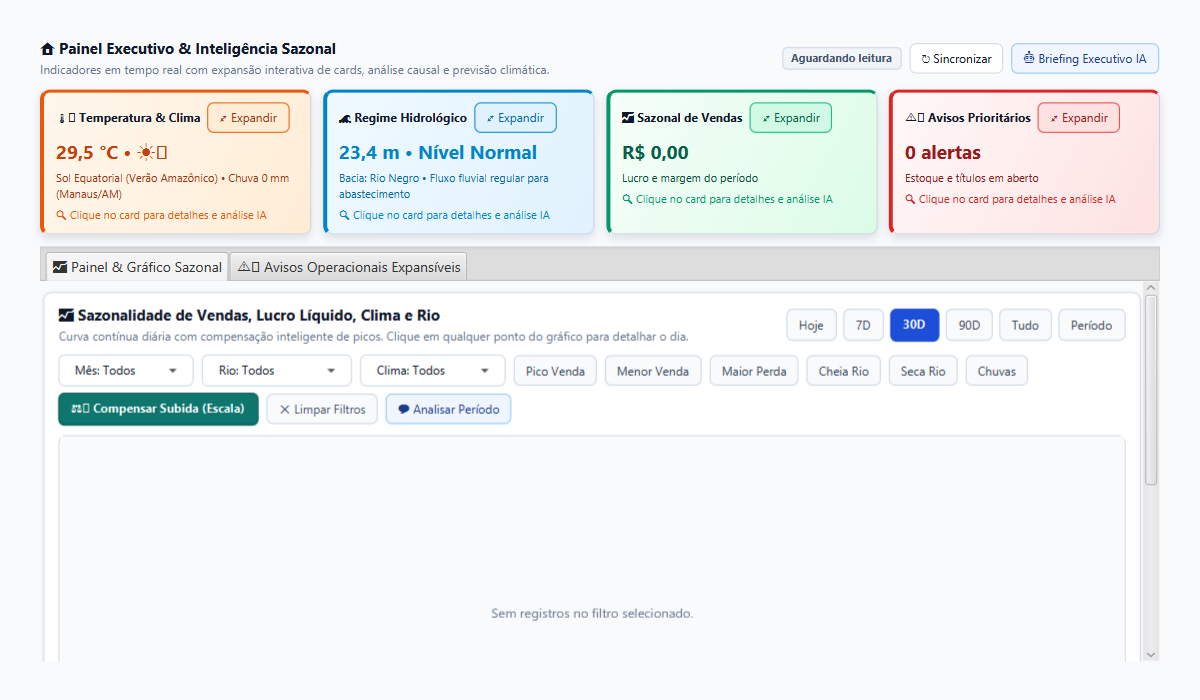 Painel Executivo & Inteligência Sazonal
Indicadores em tempo real com expansão interativa de cards, análise causal e previsão climática.
Aguardando leitura
↻ Sincronizar
Briefing Executivo IA
Temperatura & Clima
Expandir
29,5 °C • ☀
Sol Equatorial (Verão Amazônico) • Chuva 0 mm
(Manaus/AM)
Clique no card para detalhes e análise IA
Regime Hidrológico
Expandir
23,4 m • Nível Normal
Bacia: Rio Negro • Fluxo fluvial regular para
abastecimento
Clique no card para detalhes e análise IA
Sazonal de Vendas
Expandir
R$ 0,00
Lucro e margem do período
Clique no card para detalhes e análise IA
⚠ Avisos Prioritários
Expandir
0 alertas
Estoque e títulos em aberto
Clique no card para detalhes e análise IA
Painel & Gráfico Sazonal
⚠ Avisos Operacionais Expansíveis
Sazonalidade de Vendas, Lucro Líquido, Clima e Rio
Curva contínua diária com compensação inteligente de picos. Clique em qualquer ponto do gráfico para detalhar o dia.
Hoje
7D
30D
90D
Tudo
Período
Mês: Todos
Rio: Todos
Clima: Todos
Pico Venda
Menor Venda
Maior Perda
Cheia Rio
Seca Rio
Chuvas
Compensar Subida (Escala)
✕ Limpar Filtros
Analisar Período
Sem registros no filtro selecionado.